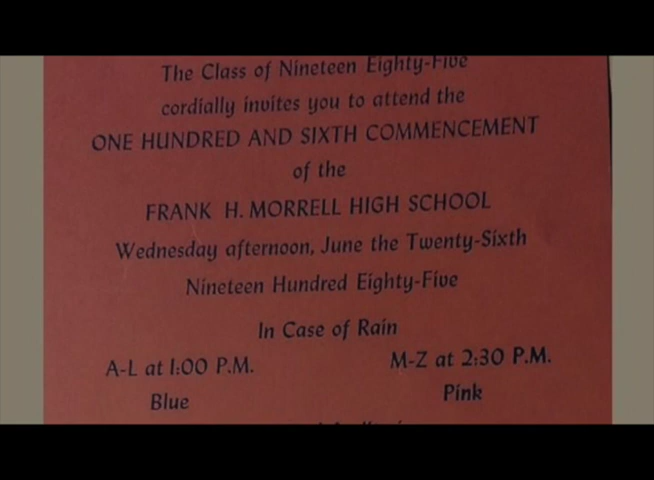 The Class of Nineteen Eighty-Five
cordially invites you to attend the
ONE HUNDRED AND SIXTH COMMENCEMENT
of the
FRANK H. MORRELL HIGH SCHOOL
Wednesday afternoon, June the Twenty-Sixth
Nineteen Hundred Eighty-Five
In Case of Rain
A-L at 1:00 P.M. M-Z at 2:30 P.M.
Blue Pink